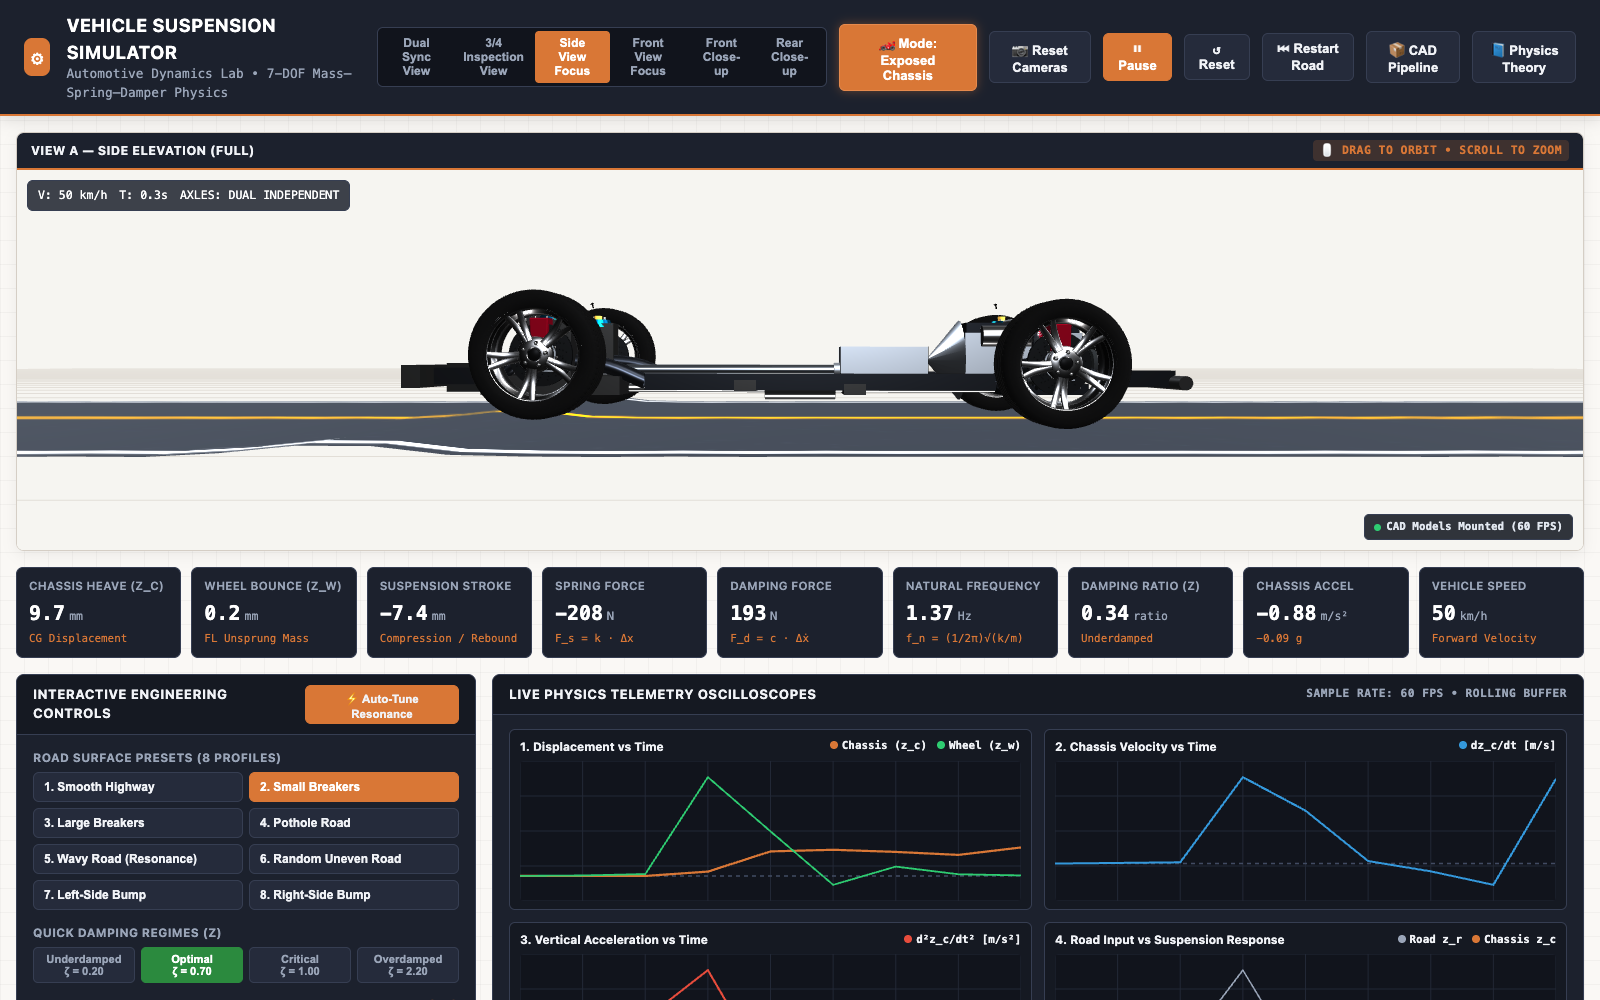 VEHICLE SUSPENSION
SIMULATOR
Automotive Dynamics Lab • 7-DOF Mass–
Spring–Damper Physics
Dual
Sync
View
3/4
Inspection
View
Side
View
Focus
Front
View
Focus
Front
Close-
up
Rear
Close-
up
Mode:
Exposed
Chassis
Reset
Cameras
Pause
Reset
Restart
Road
CAD
Pipeline
Physics
Theory
VIEW A — SIDE ELEVATION (FULL)
DRAG TO ORBIT • SCROLL TO ZOOM
V: 50 km/h T: 0.3s AXLES: DUAL INDEPENDENT
CAD Models Mounted (60 FPS)
CHASSIS HEAVE (Z_C)
9.7 mm
CG Displacement
WHEEL BOUNCE (Z_W)
0.2 mm
FL Unsprung Mass
SUSPENSION STROKE
-7.4 mm
Compression / Rebound
SPRING FORCE
-208 N
F_s = k · Δx
DAMPING FORCE
193 N
F_d = c · Δẋ
NATURAL FREQUENCY
1.37 Hz
f_n = (1/2π)√(k/m)
DAMPING RATIO (Ζ)
0.34 ratio
Underdamped
CHASSIS ACCEL
-0.88 m/s²
-0.09 g
VEHICLE SPEED
50 km/h
Forward Velocity
INTERACTIVE ENGINEERING
CONTROLS
⚡ Auto-Tune
Resonance
ROAD SURFACE PRESETS (8 PROFILES)
1. Smooth Highway
2. Small Breakers
3. Large Breakers
4. Pothole Road
5. Wavy Road (Resonance)
6. Random Uneven Road
7. Left-Side Bump
8. Right-Side Bump
QUICK DAMPING REGIMES (Ζ)
Underdamped
ζ = 0.20
Optimal
ζ = 0.70
Critical
ζ = 1.00
Overdamped
ζ = 2.20
LIVE PHYSICS TELEMETRY OSCILLOSCOPES
SAMPLE RATE: 60 FPS • ROLLING BUFFER
1. Displacement vs Time
Chassis (z_c)
Wheel (z_w)
2. Chassis Velocity vs Time
dz_c/dt [m/s]
3. Vertical Acceleration vs Time
d²z_c/dt² [m/s²]
4. Road Input vs Suspension Response
Road z_r
Chassis z_c